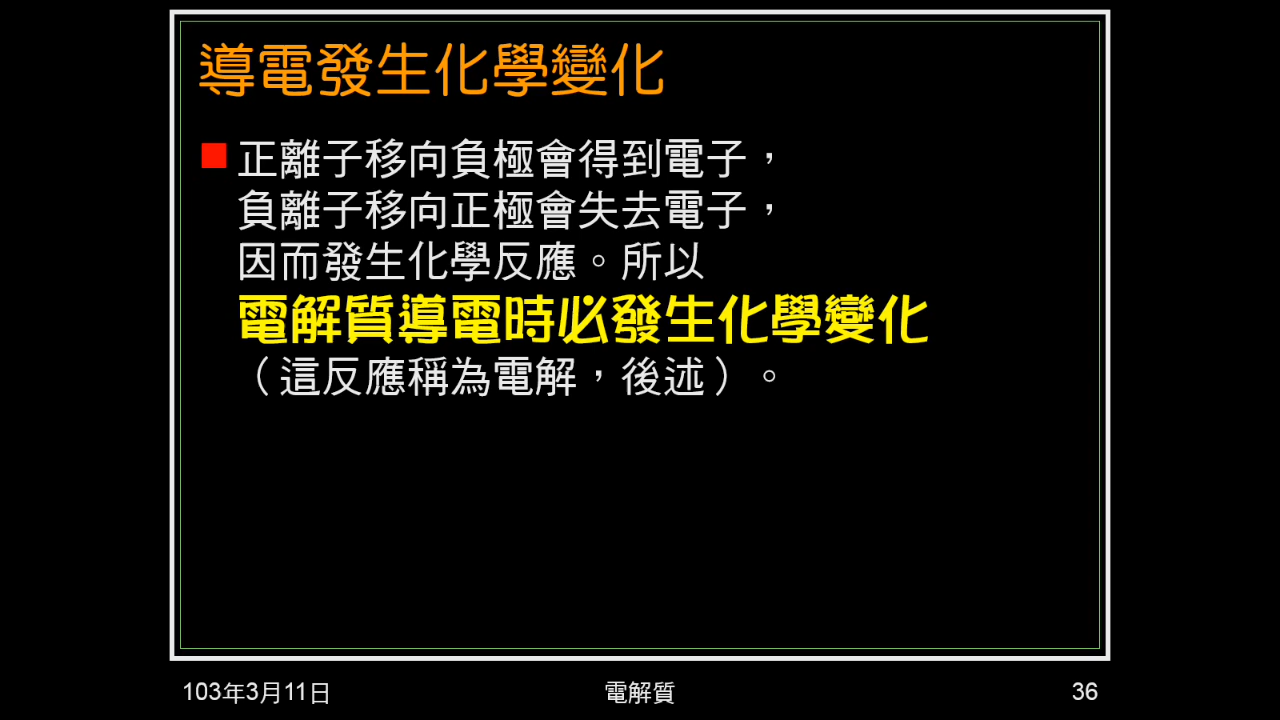 導電發生化學變化
正離子移向負極會得到電子，
負離子移向正極會失去電子，
因而發生化學反應。所以
電解質導電時必發生化學變化
（這反應稱為電解，後述）。
103年3月11日
電解質
36